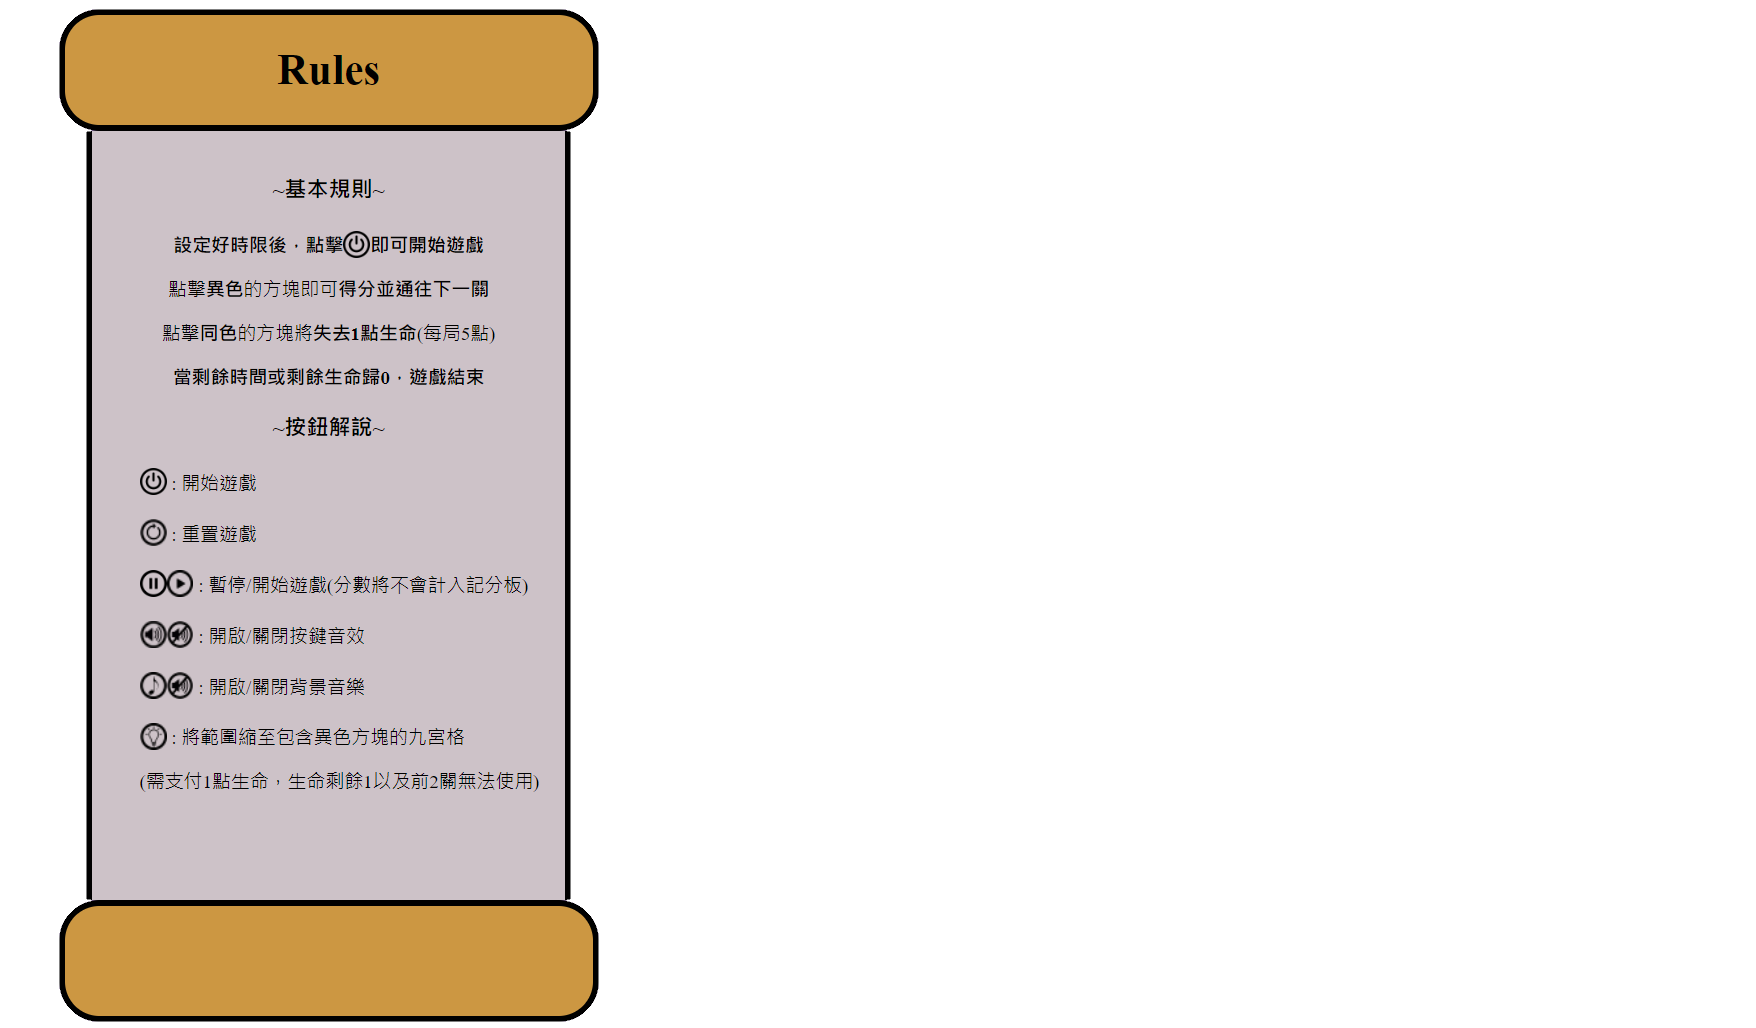 Rules
~基本規則~
設定好時限後，點擊即可開始遊戲
點擊異色的方塊即可得分並通往下一關
點擊同色的方塊將失去1點生命(每局5點)
當剩餘時間或剩餘生命歸0，遊戲結束
~按鈕解說~
: 開始遊戲
: 重置遊戲
: 暫停/開始遊戲(分數將不會計入記分板)
: 開啟/關閉按鍵音效
: 開啟/關閉背景音樂
: 將範圍縮至包含異色方塊的九宮格
(需支付1點生命，生命剩餘1以及前2關無法使用)